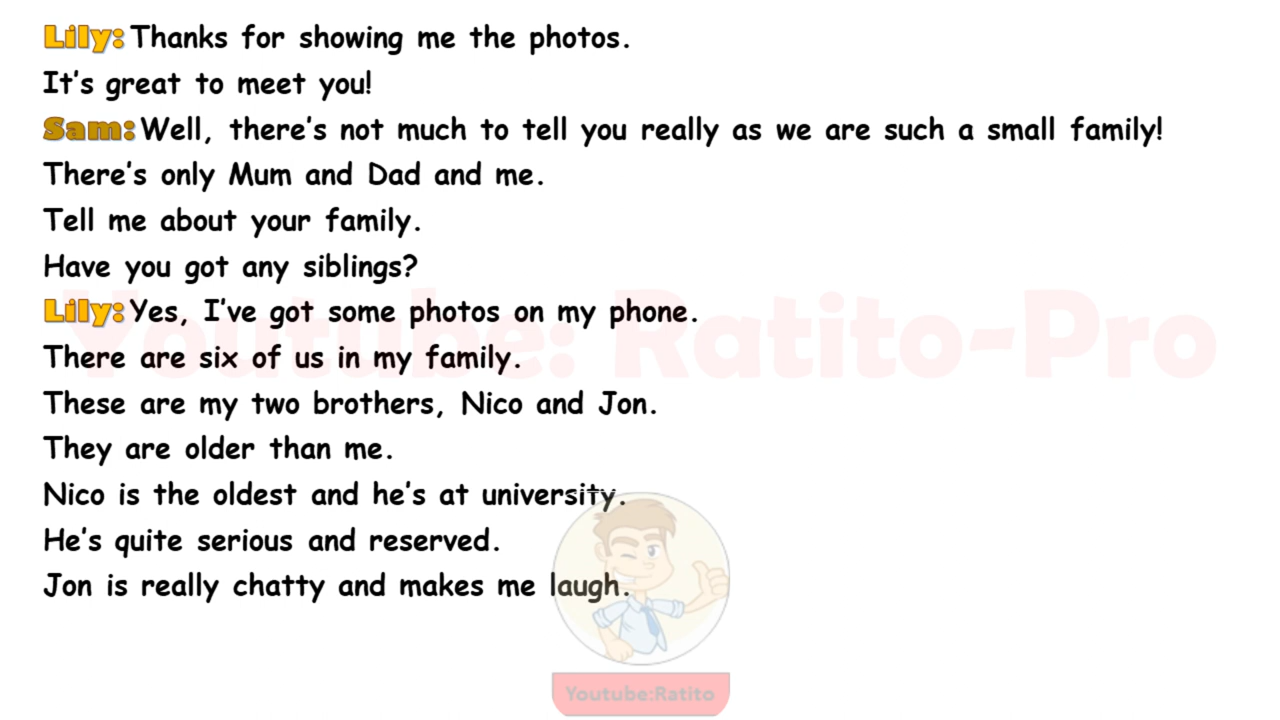 Lily: Thanks for showing me the photos.
It's great to meet you!
Sam: Well, there's not much to tell you really as we are such a small family!
There's only Mum and Dad and me.
Tell me about your family.
Have you got any siblings?
Lily: Yes, I've got some photos on my phone.
Youtube: Ratito-Pro
There are six of us in my family.
These are my two brothers, Nico and Jon.
They are older than me.
Nico is the oldest and he's at university.
He's quite serious and reserved.
Jon is really chatty and makes me laugh.
Youtube:Ratito